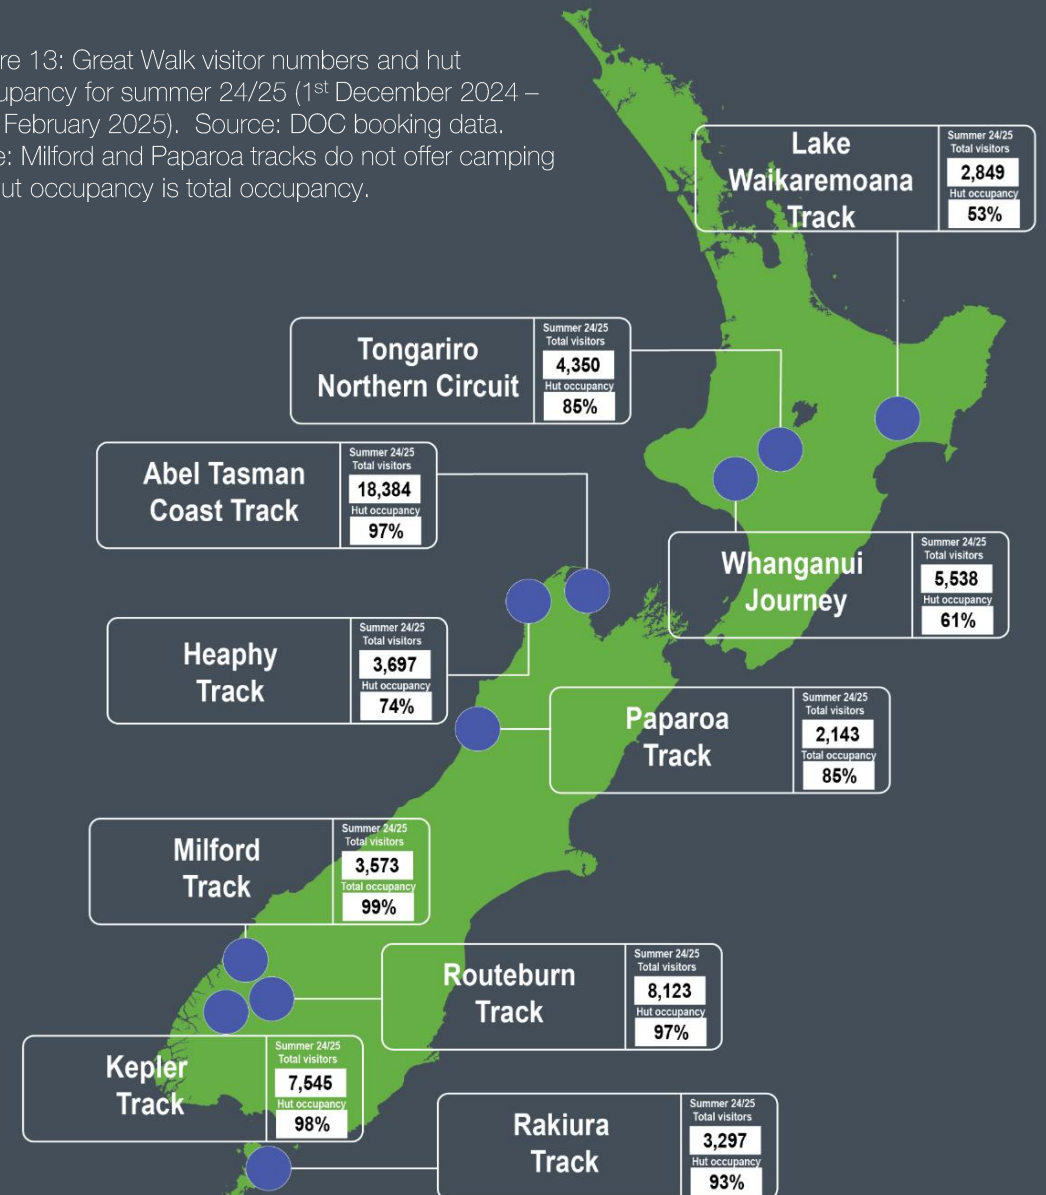 re 13: Great Walk visitor numbers and hut
upancy for summer 24/25 (1st December 2024 –
February 2025). Source: DOC booking data.
e: Milford and Paparoa tracks do not offer camping
ut occupancy is total occupancy.
Lake
Waikaremoana
Track
Summer 24/25
Total visitors
2,849
Hut occupancy
53%
Tongariro
Northern Circuit
Summer 24/25
Total visitors
4,350
Hut occupancy
85%
Abel Tasman
Coast Track
Summer 24/25
Total visitors
18,384
Hut occupancy
97%
Whanganui
Journey
Summer 24/25
Total visitors
5,538
Hut occupancy
61%
Heaphy
Track
Summer 24/25
Total visitors
3,697
Hut occupancy
74%
Paparoa
Track
Summer 24/25
Total visitors
2,143
Total occupancy
85%
Milford
Track
Summer 24/25
Total visitors
3,573
Total occupancy
99%
Routeburn
Track
Summer 24/25
Total visitors
8,123
Hut occupancy
97%
Kepler
Track
Summer 24/25
Total visitors
7,545
Hut occupancy
98%
Rakiura
Track
Summer 24/25
Total visitors
3,297
Hut occupancy
93%